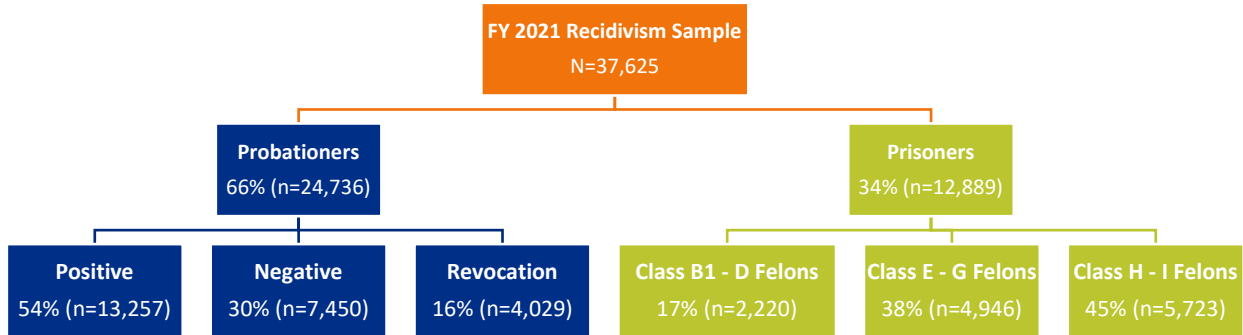 FY 2021 Recidivism Sample
N=37,625
Probationers
66% (n=24,736)
Prisoners
34% (n=12,889)
Positive
54% (n=13,257)
Negative
30% (n=7,450)
Revocation
16% (n=4,029)
Class B1 - D Felons
17% (n=2,220)
Class E - G Felons
38% (n=4,946)
Class H - I Felons
45% (n=5,723)